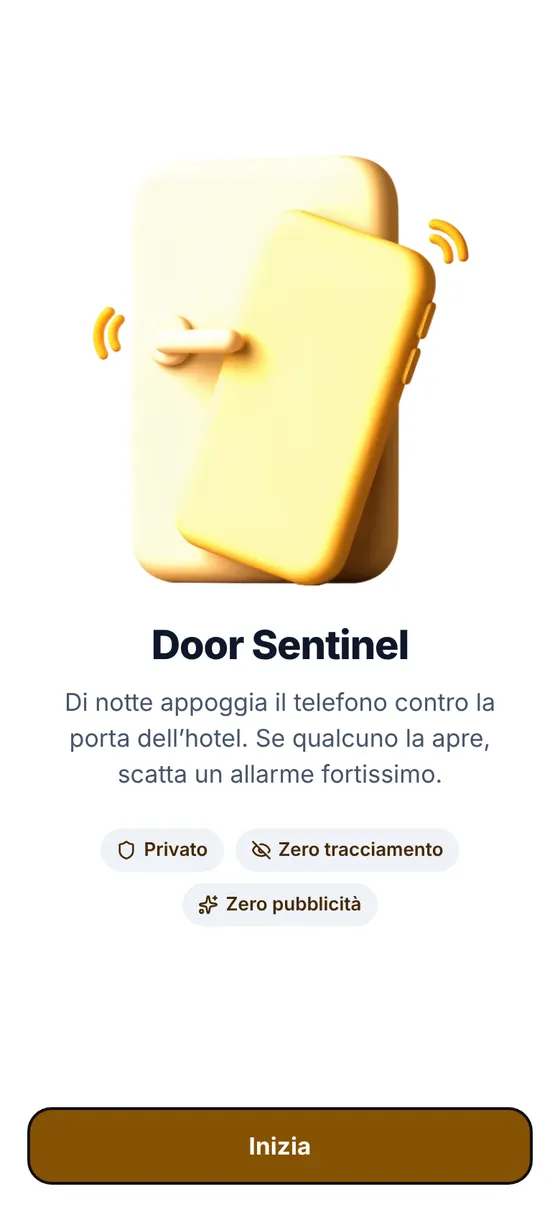 Door Sentinel
Di notte appoggia il telefono contro la
porta dell’hotel. Se qualcuno la apre,
scatta un allarme fortissimo.
Privato
Zero tracciamento
Zero pubblicità
Inizia